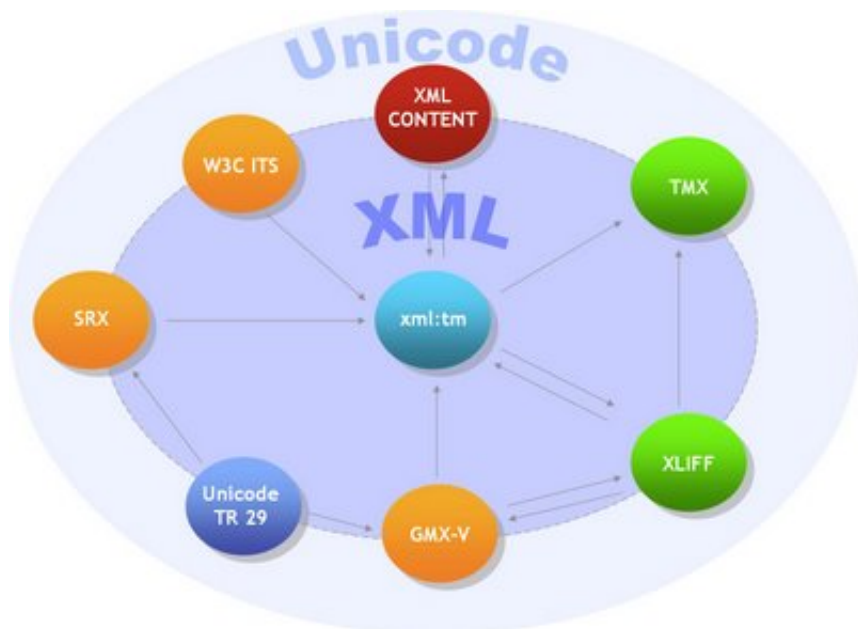 Unicode
XML
CONTENT
W3C ITS
TMX
XML
SRX
xml:tm
XLIFF
Unicode
TR 29
GMX-V